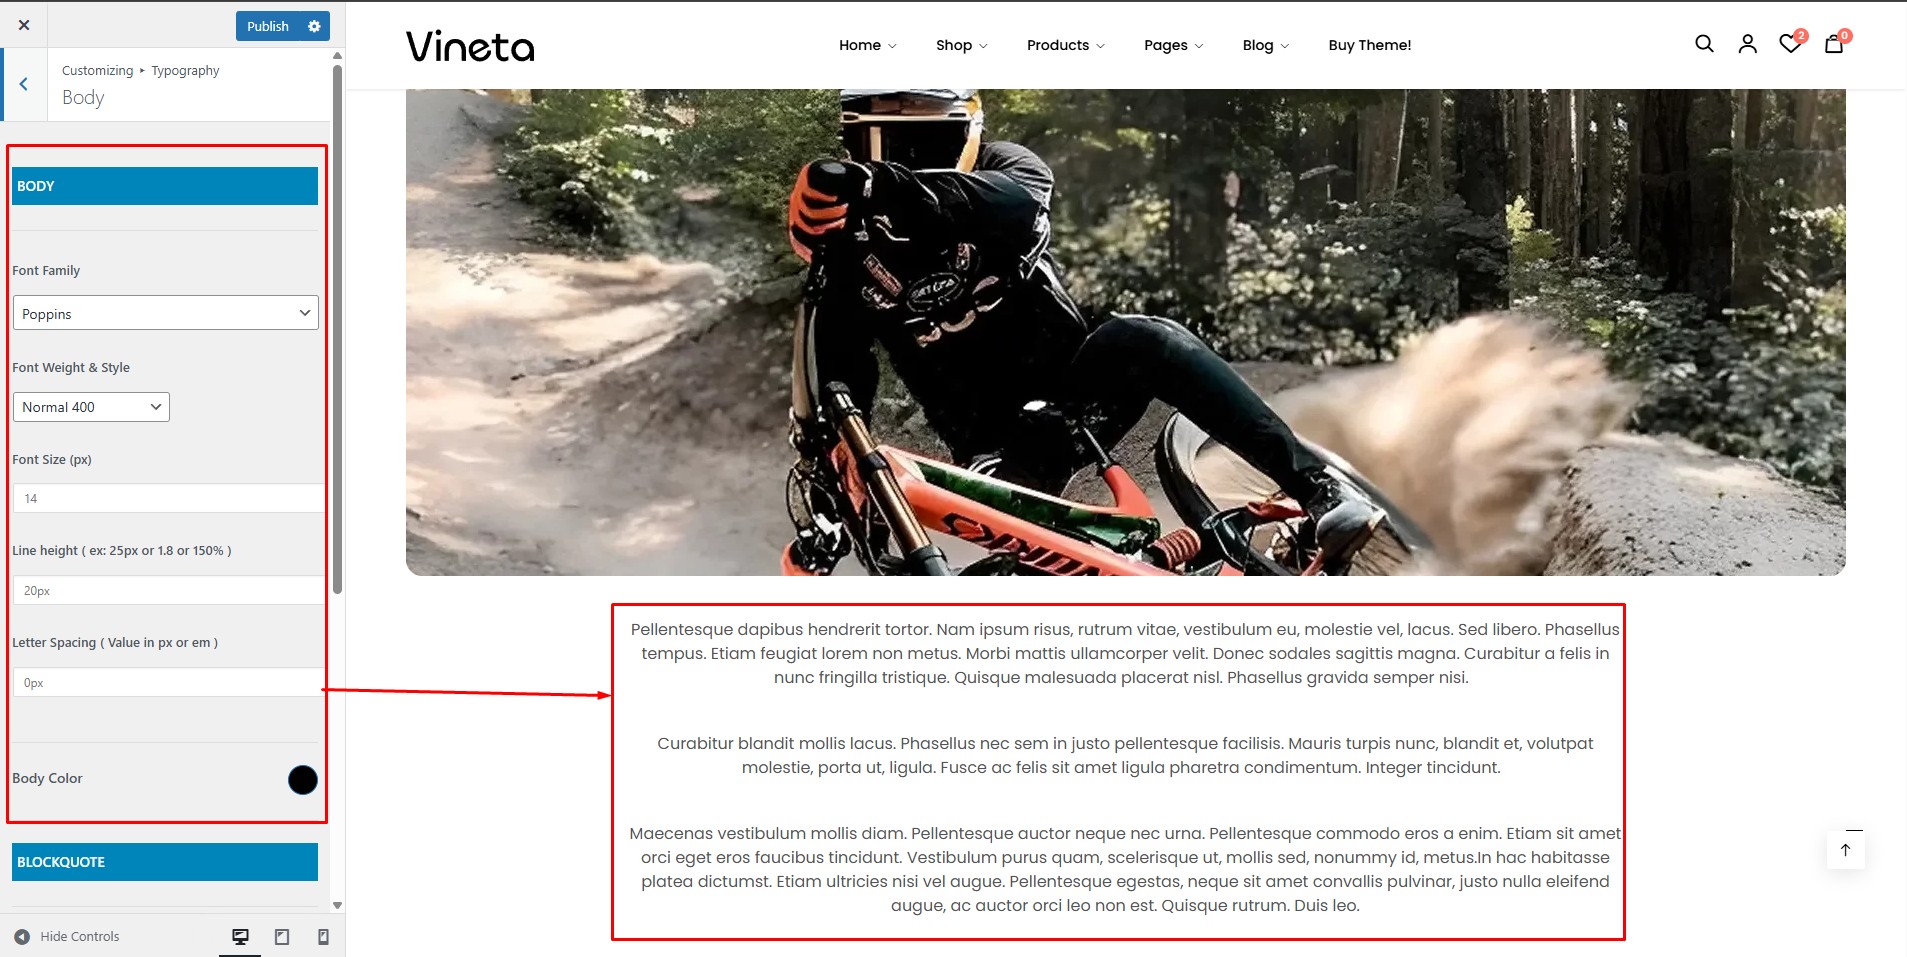 Publish
Customizing ▸ Typography
Body
BODY
Font Family
Poppins
Font Weight & Style
Normal 400
Font Size (px)
14
Line height ( ex: 25px or 1.8 or 150% )
20px
Letter Spacing ( Value in px or em )
0px
Body Color
BLOCKQUOTE
Hide Controls
Vineta
Home
Shop
Products
Pages
Blog
Buy Theme!
2
0
Pellentesque dapibus hendrerit tortor. Nam ipsum risus, rutrum vitae, vestibulum eu, molestie vel, lacus. Sed libero. Phasellus
tempus. Etiam feugiat lorem non metus. Morbi mattis ullamcorper velit. Donec sodales sagittis magna. Curabitur a felis in
nunc fringilla tristique. Quisque malesuada placerat nisl. Phasellus gravida semper nisi.
Curabitur blandit mollis lacus. Phasellus nec sem in justo pellentesque facilisis. Mauris turpis nunc, blandit et, volutpat
molestie, porta ut, ligula. Fusce ac felis sit amet ligula pharetra condimentum. Integer tincidunt.
Maecenas vestibulum mollis diam. Pellentesque auctor neque nec urna. Pellentesque commodo eros a enim. Etiam sit amet
orci eget eros faucibus tincidunt. Vestibulum purus quam, scelerisque ut, mollis sed, nonummy id, metus.In hac habitasse
platea dictumst. Etiam ultricies nisi vel augue. Pellentesque egestas, neque sit amet convallis pulvinar, justo nulla eleifend
augue, ac auctor orci leo non est. Quisque rutrum. Duis leo.